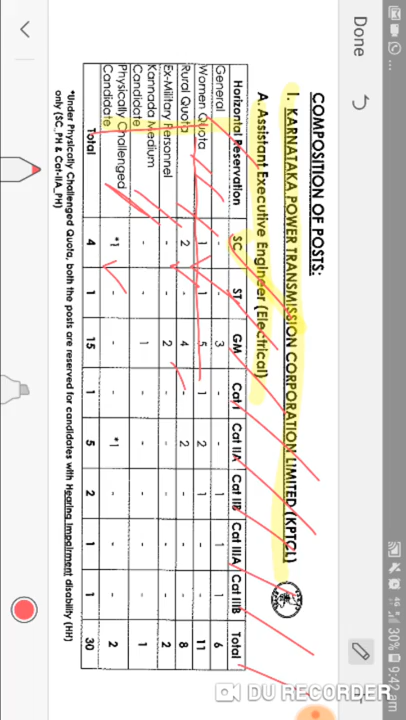 9:42 am
30%
Done
COMPOSITION OF POSTS:
I. KARNATAKA POWER TRANSMISSION CORPORATION LIMITED (KPTCL)
A. Assistant Executive Engineer (Electrical)
Horizontal Reservation SC ST GM Cat I Cat IIA Cat IIB Cat IIIA Cat IIIB Total
General - - 3 - - 1 1 1 6
Women Quota 1 1 5 1 2 1 - - 11
Rural Quota 2 - 4 - 2 - - - 8
Ex-Military Personnel - - 2 - - - - - 2
Kannada Medium Candidate - - 1 - - - - - 1
Physically Challenged Candidate *1 - - - *1 - - - 2
Total 4 1 15 1 5 2 1 1 30
*Under Physically Challenged Quota, both the posts are reserved for candidates with Hearing Impairment disability (HH)
only (SC_PH & Cat-IIA_PH)
DU RECORDER